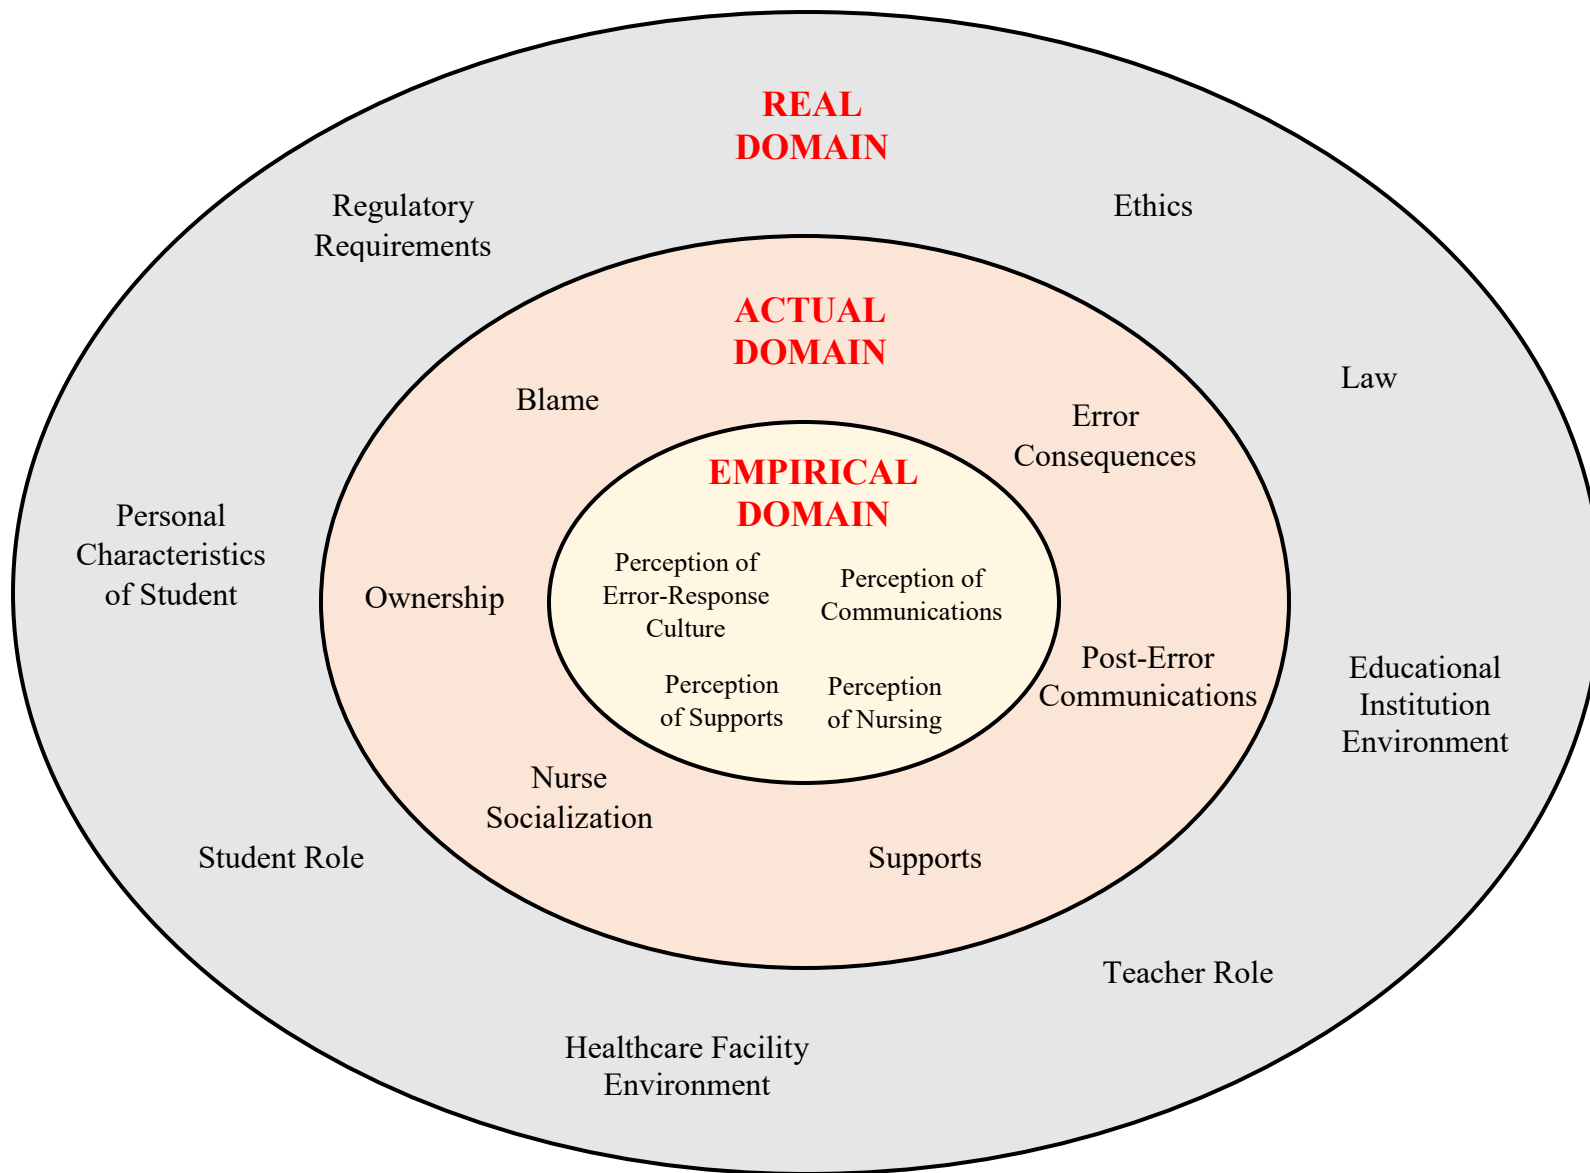 REAL
DOMAIN
Regulatory
Requirements
Ethics
Law
Personal
Characteristics
of Student
Educational
Institution
Environment
Student Role
Teacher Role
Healthcare Facility
Environment
ACTUAL
DOMAIN
Blame
Error
Consequences
Ownership
Post-Error
Communications
Nurse
Socialization
Supports
EMPIRICAL
DOMAIN
Perception of
Error-Response
Culture
Perception of
Communications
Perception
of Supports
Perception
of Nursing